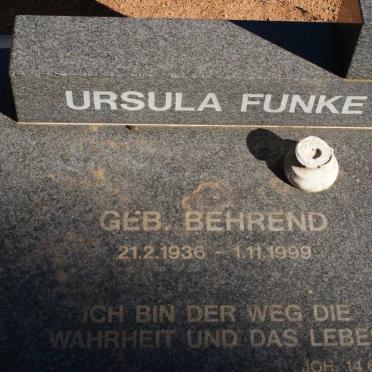 URSULA FUNKE
GEB. BEHREND
21.2.1936 - 1.11.1999
ICH BIN DER WEG DIE
WAHRHEIT UND DAS LEBE
JOH. 14